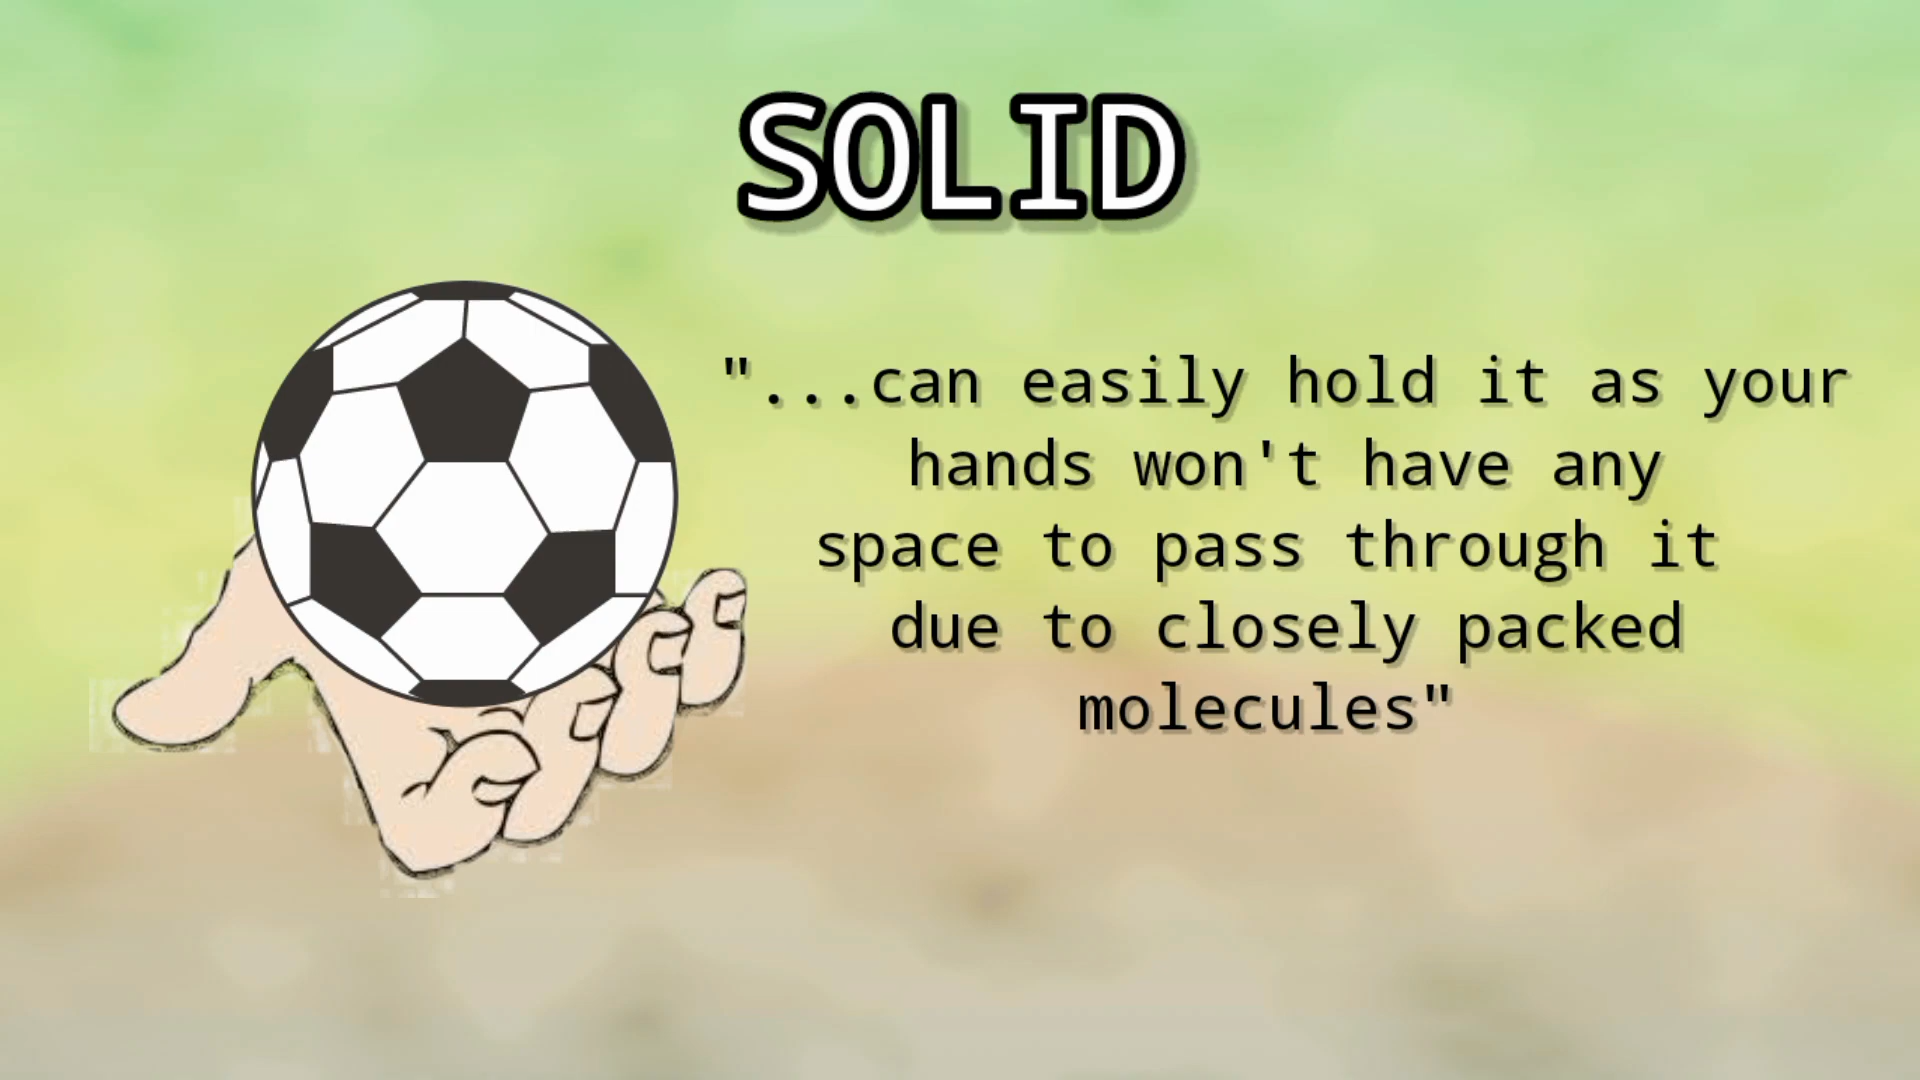 SOLID
"...can easily hold it as your
hands won't have any
space to pass through it
due to closely packed
molecules"